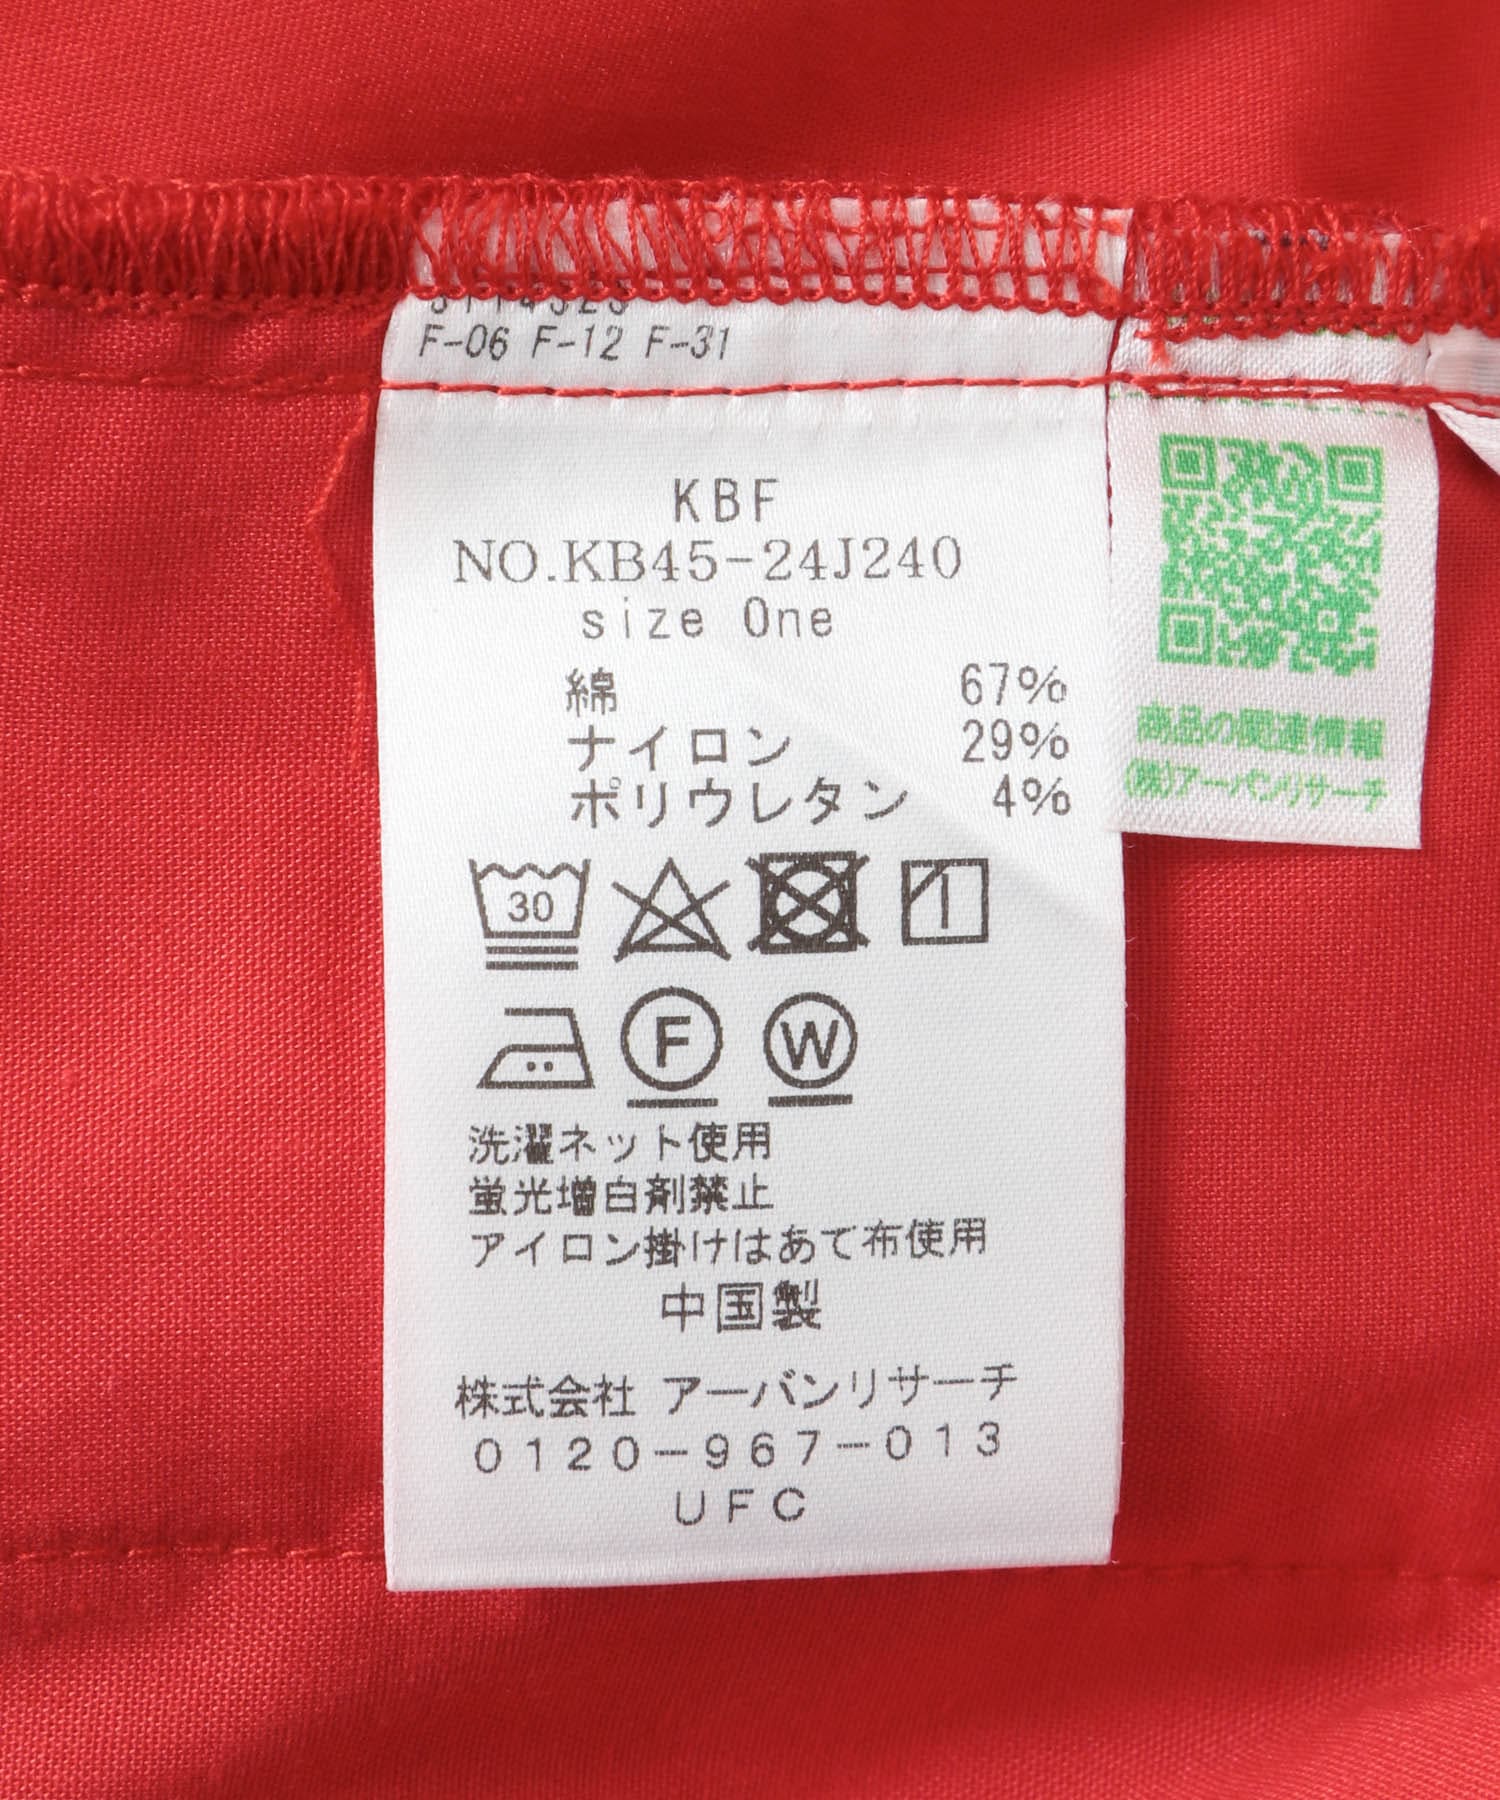 F-06 F-12 F-31
KBF
NO.KB45-24J240
size One
綿 67%
ナイロン 29%
ポリウレタン 4%
30
F W
洗濯ネット使用
蛍光増白剤禁止
アイロン掛けはあて布使用
中国製
株式会社 アーバンリサーチ
0120-967-013
UFC
商品の関連情報
(株)アーバンリサーチ